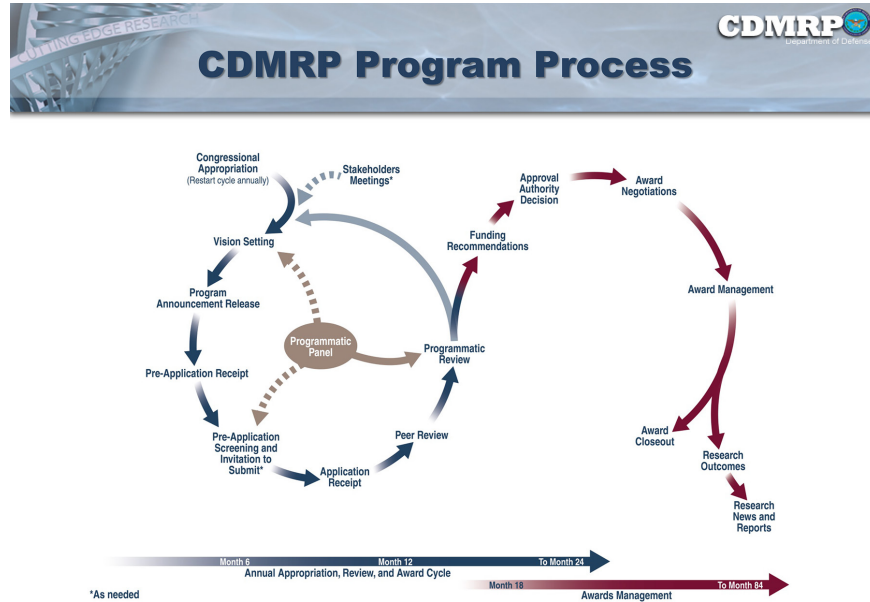 CUTTING EDGE RESEARCH
CDMRP
Department of Defense
CDMRP Program Process
Congressional
Appropriation
(Restart cycle annually)
Stakeholders
Meetings*
Vision Setting
Program
Announcement Release
Pre-Application Receipt
Pre-Application
Screening and
Invitation to
Submit*
Application
Receipt
Peer Review
Programmatic
Review
Programmatic
Panel
Funding
Recommendations
Approval
Authority
Decision
Award
Negotiations
Award Management
Award
Closeout
Research
Outcomes
Research
News and
Reports
Month 6
Month 12
To Month 24
Annual Appropriation, Review, and Award Cycle
Month 18
To Month 84
Awards Management
*As needed